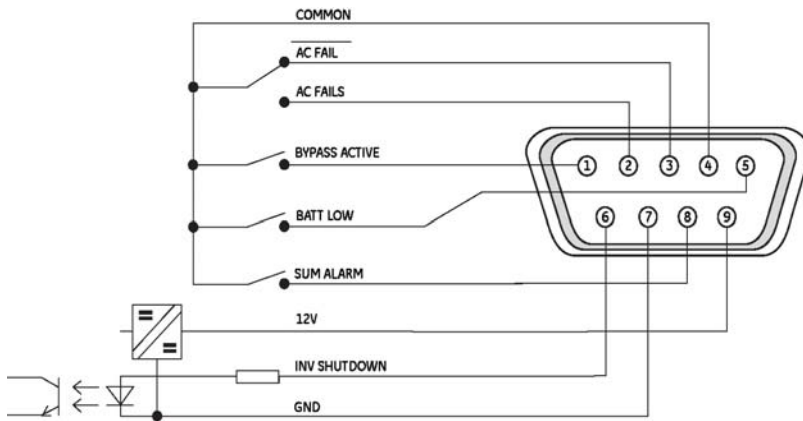 COMMON
AC FAIL
AC FAILS
BYPASS ACTIVE
1 2 3 4 5
BATT LOW
6 7 8 9
SUM ALARM
12V
INV SHUTDOWN
GND